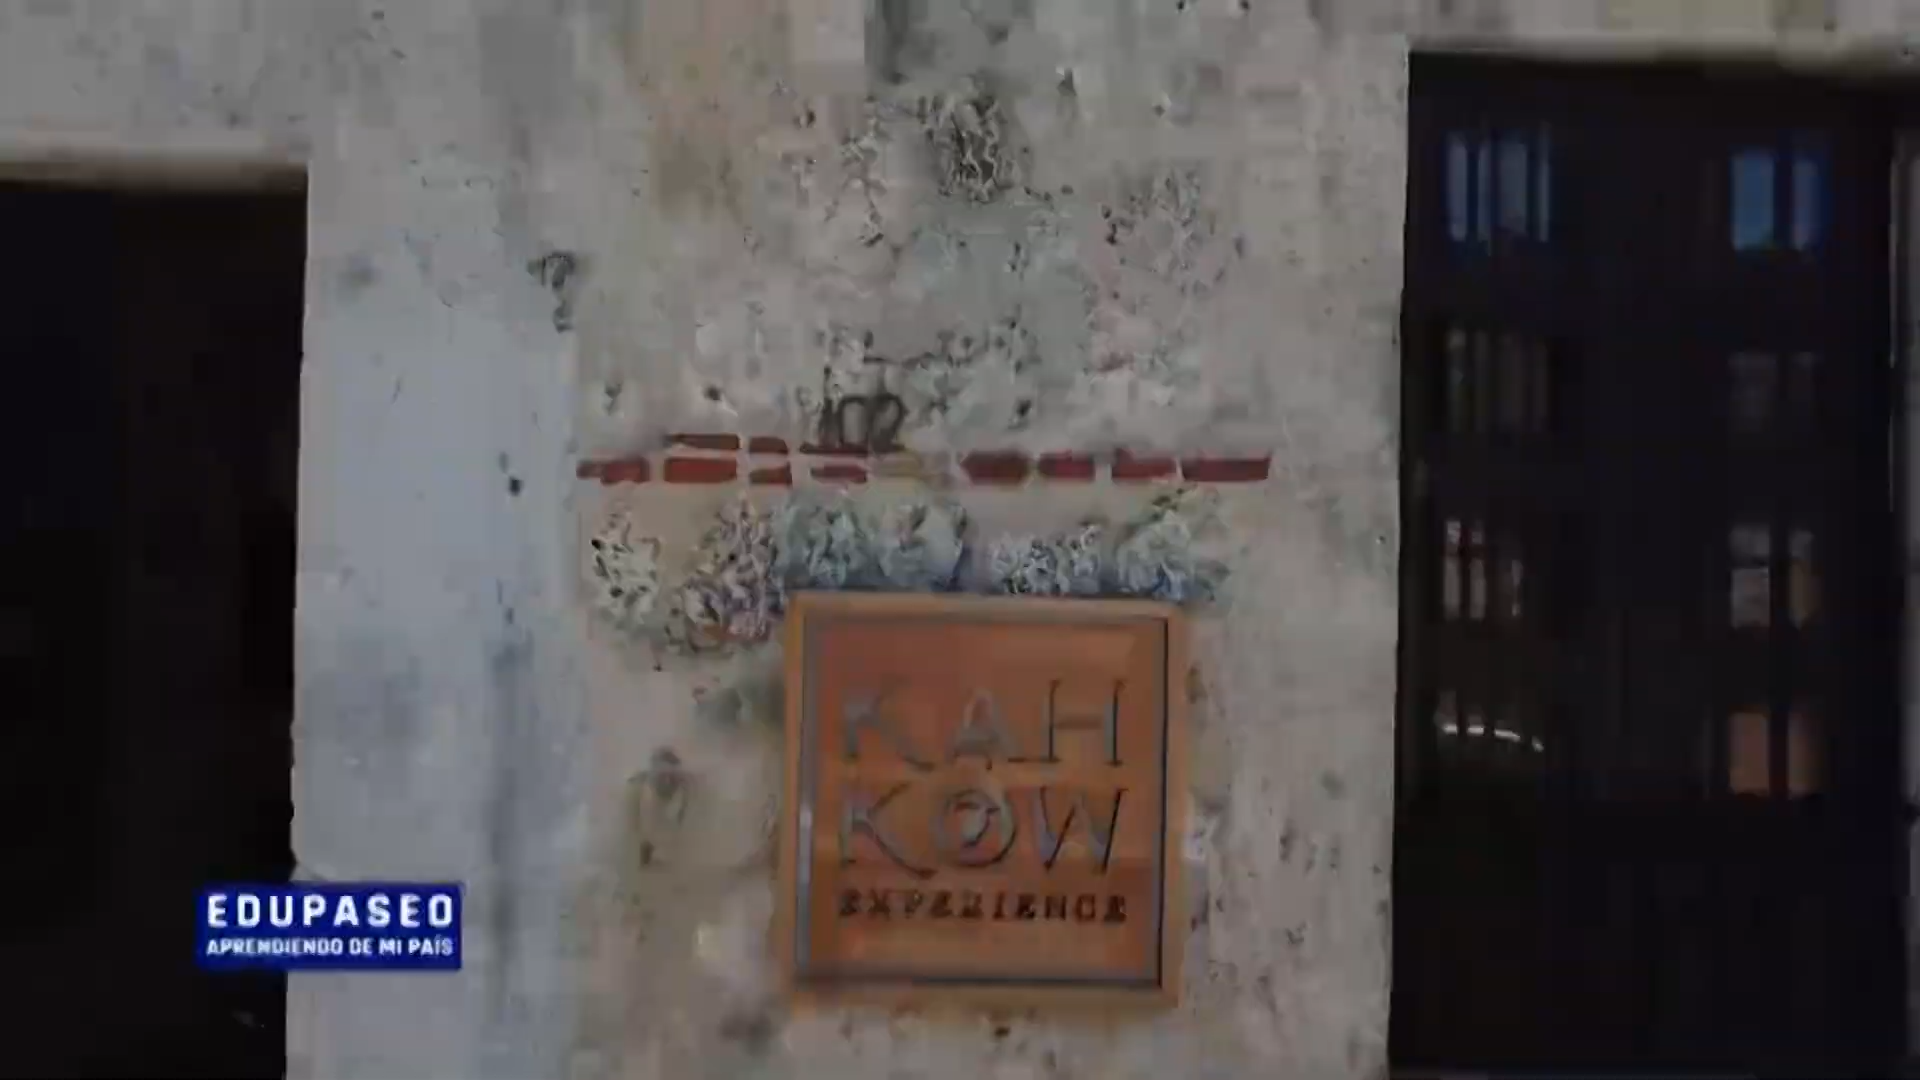 102
KAH
KOW
EXPERIENCE
EDUPASEO
APRENDIENDO DE MI PAÍS